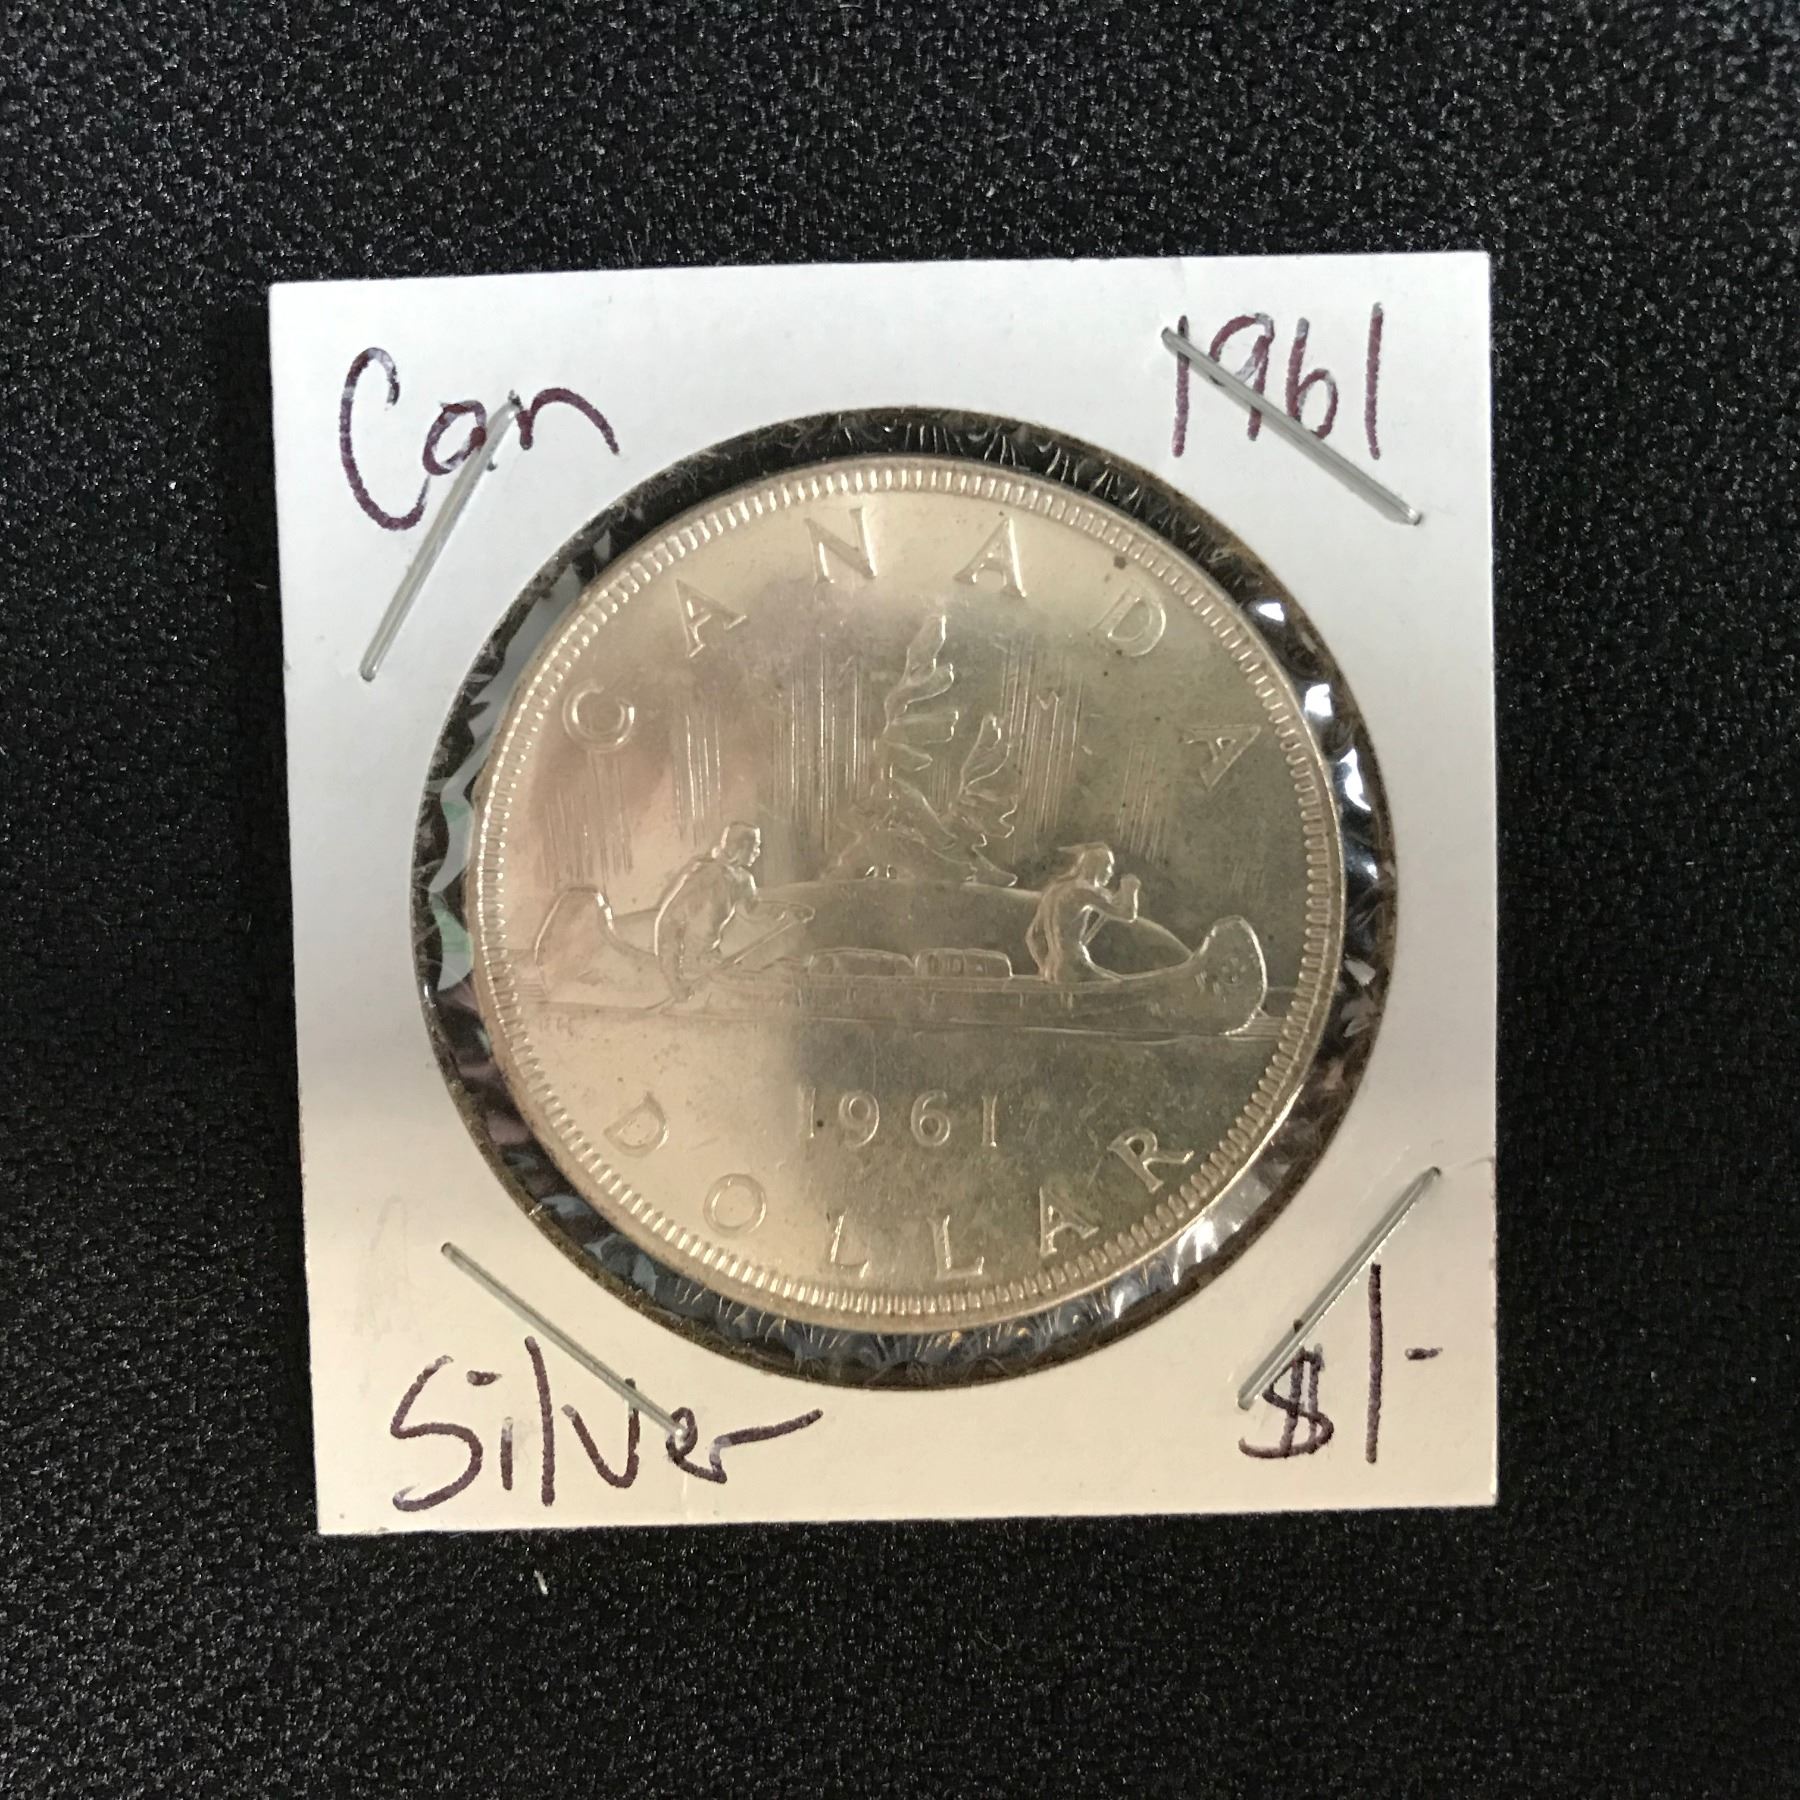 Can 1961
CANADA
1961
DOLLAR
Silver $1-